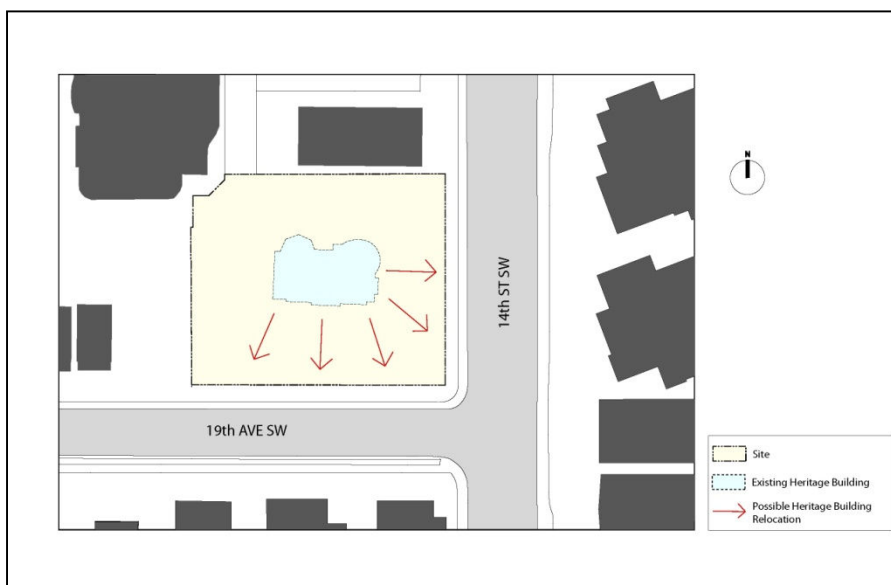 N
14th ST SW
19th AVE SW
Site
Existing Heritage Building
Possible Heritage Building
Relocation